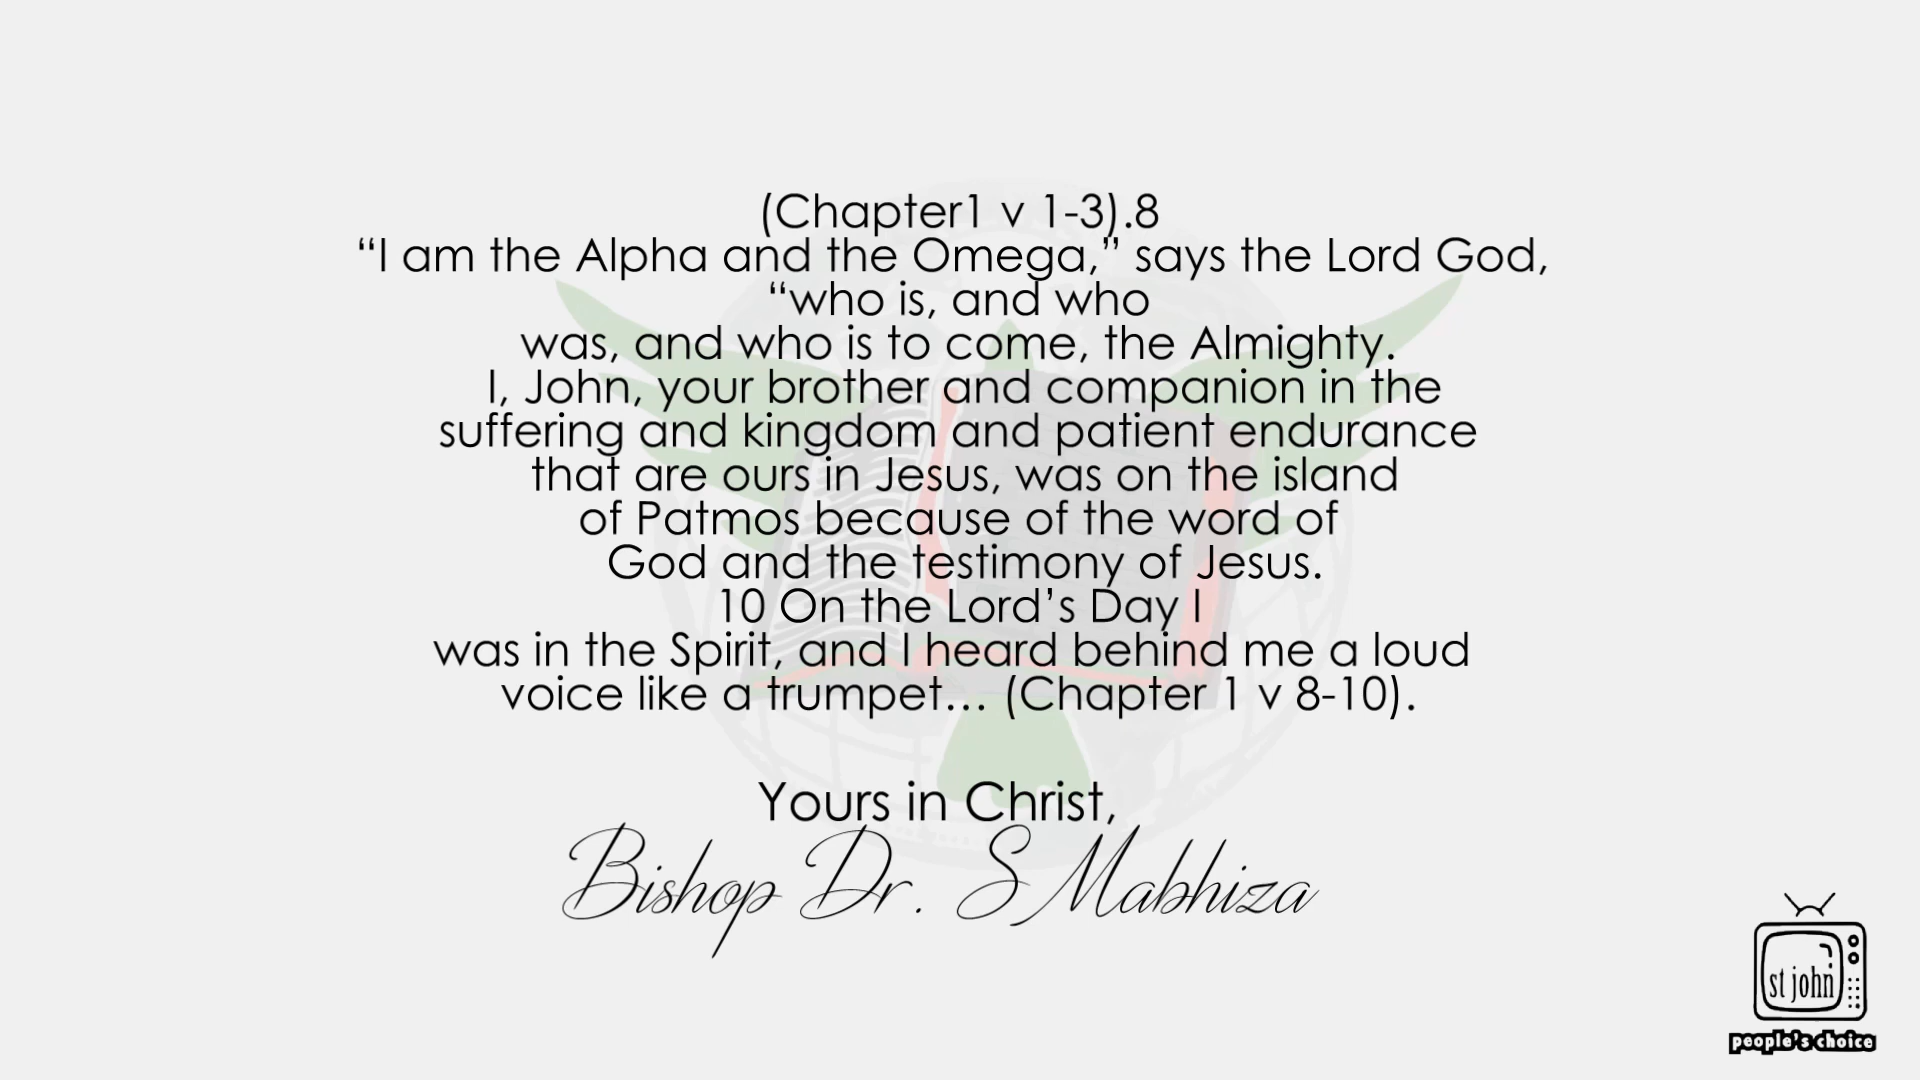 (Chapter1 v 1-3).8
“I am the Alpha and the Omega,” says the Lord God,
“who is, and who
was, and who is to come, the Almighty.
I, John, your brother and companion in the
suffering and kingdom and patient endurance
that are ours in Jesus, was on the island
of Patmos because of the word of
God and the testimony of Jesus.
10 On the Lord’s Day I
was in the Spirit, and I heard behind me a loud
voice like a trumpet… (Chapter 1 v 8-10).
Yours in Christ,
Bishop Dr. S Mabhiza
st john
people's choice